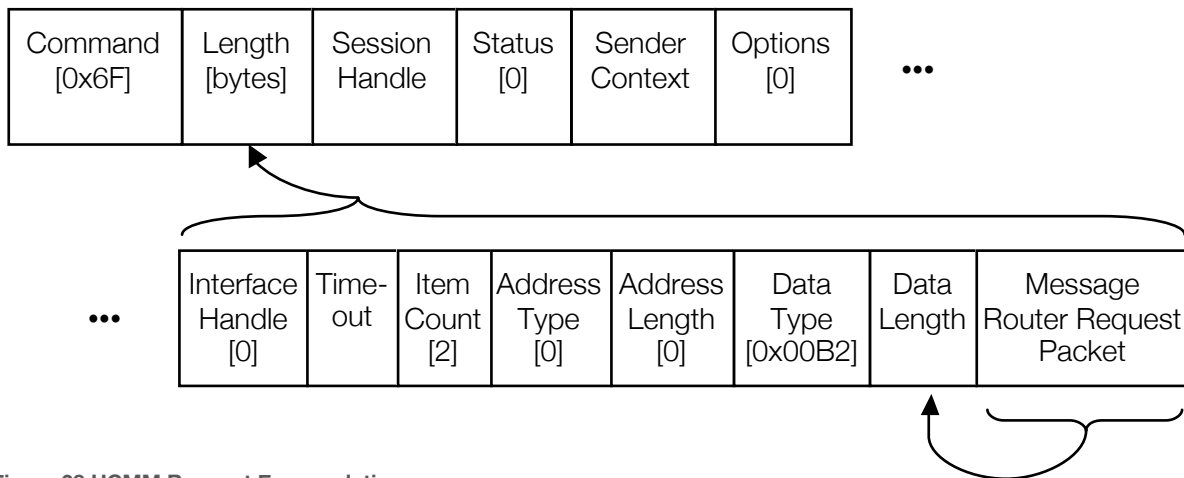 Command Length Session Status Sender Options
[0x6F] [bytes] Handle [0] Context [0]
•••
Interface Time- Item Address Address Data Data Message
Handle out Count Type Length Type Length Router Request
[0] [2] [0] [0] [0x00B2] Packet
•••